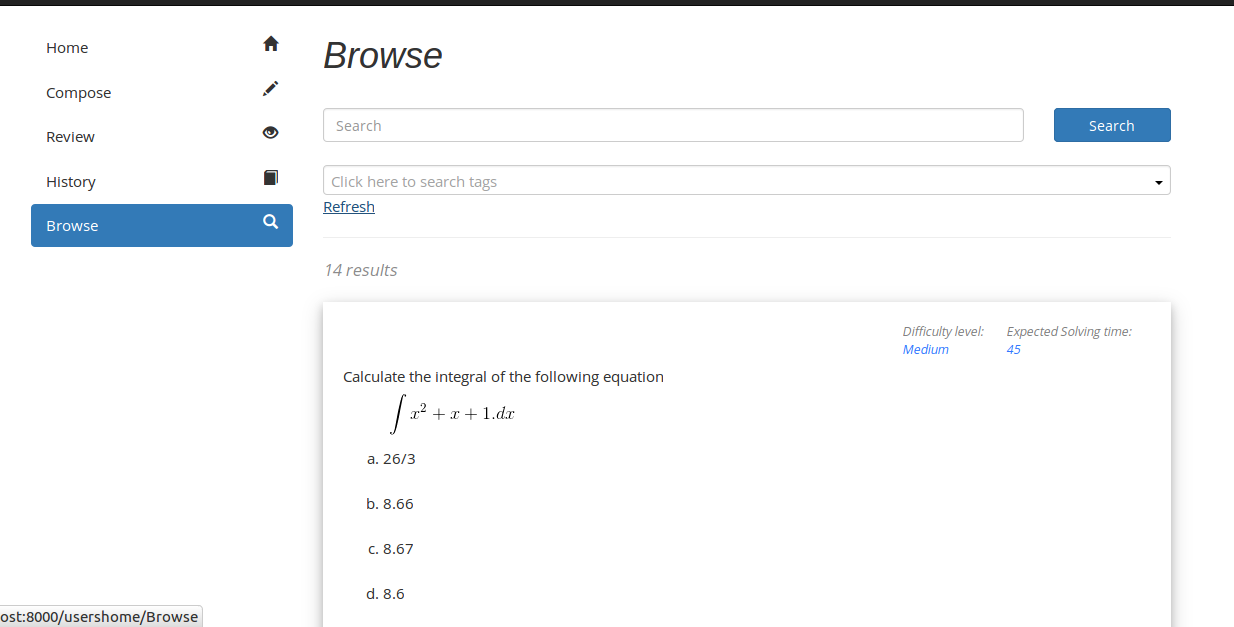 Home
Compose
Review
History
Browse
Browse
Search
Search
Click here to search tags
Refresh
14 results
Difficulty level: Expected Solving time:
Medium 45
Calculate the integral of the following equation
∫ x² + x + 1.dx
a. 26/3
b. 8.66
c. 8.67
d. 8.6
ost:8000/usershome/Browse